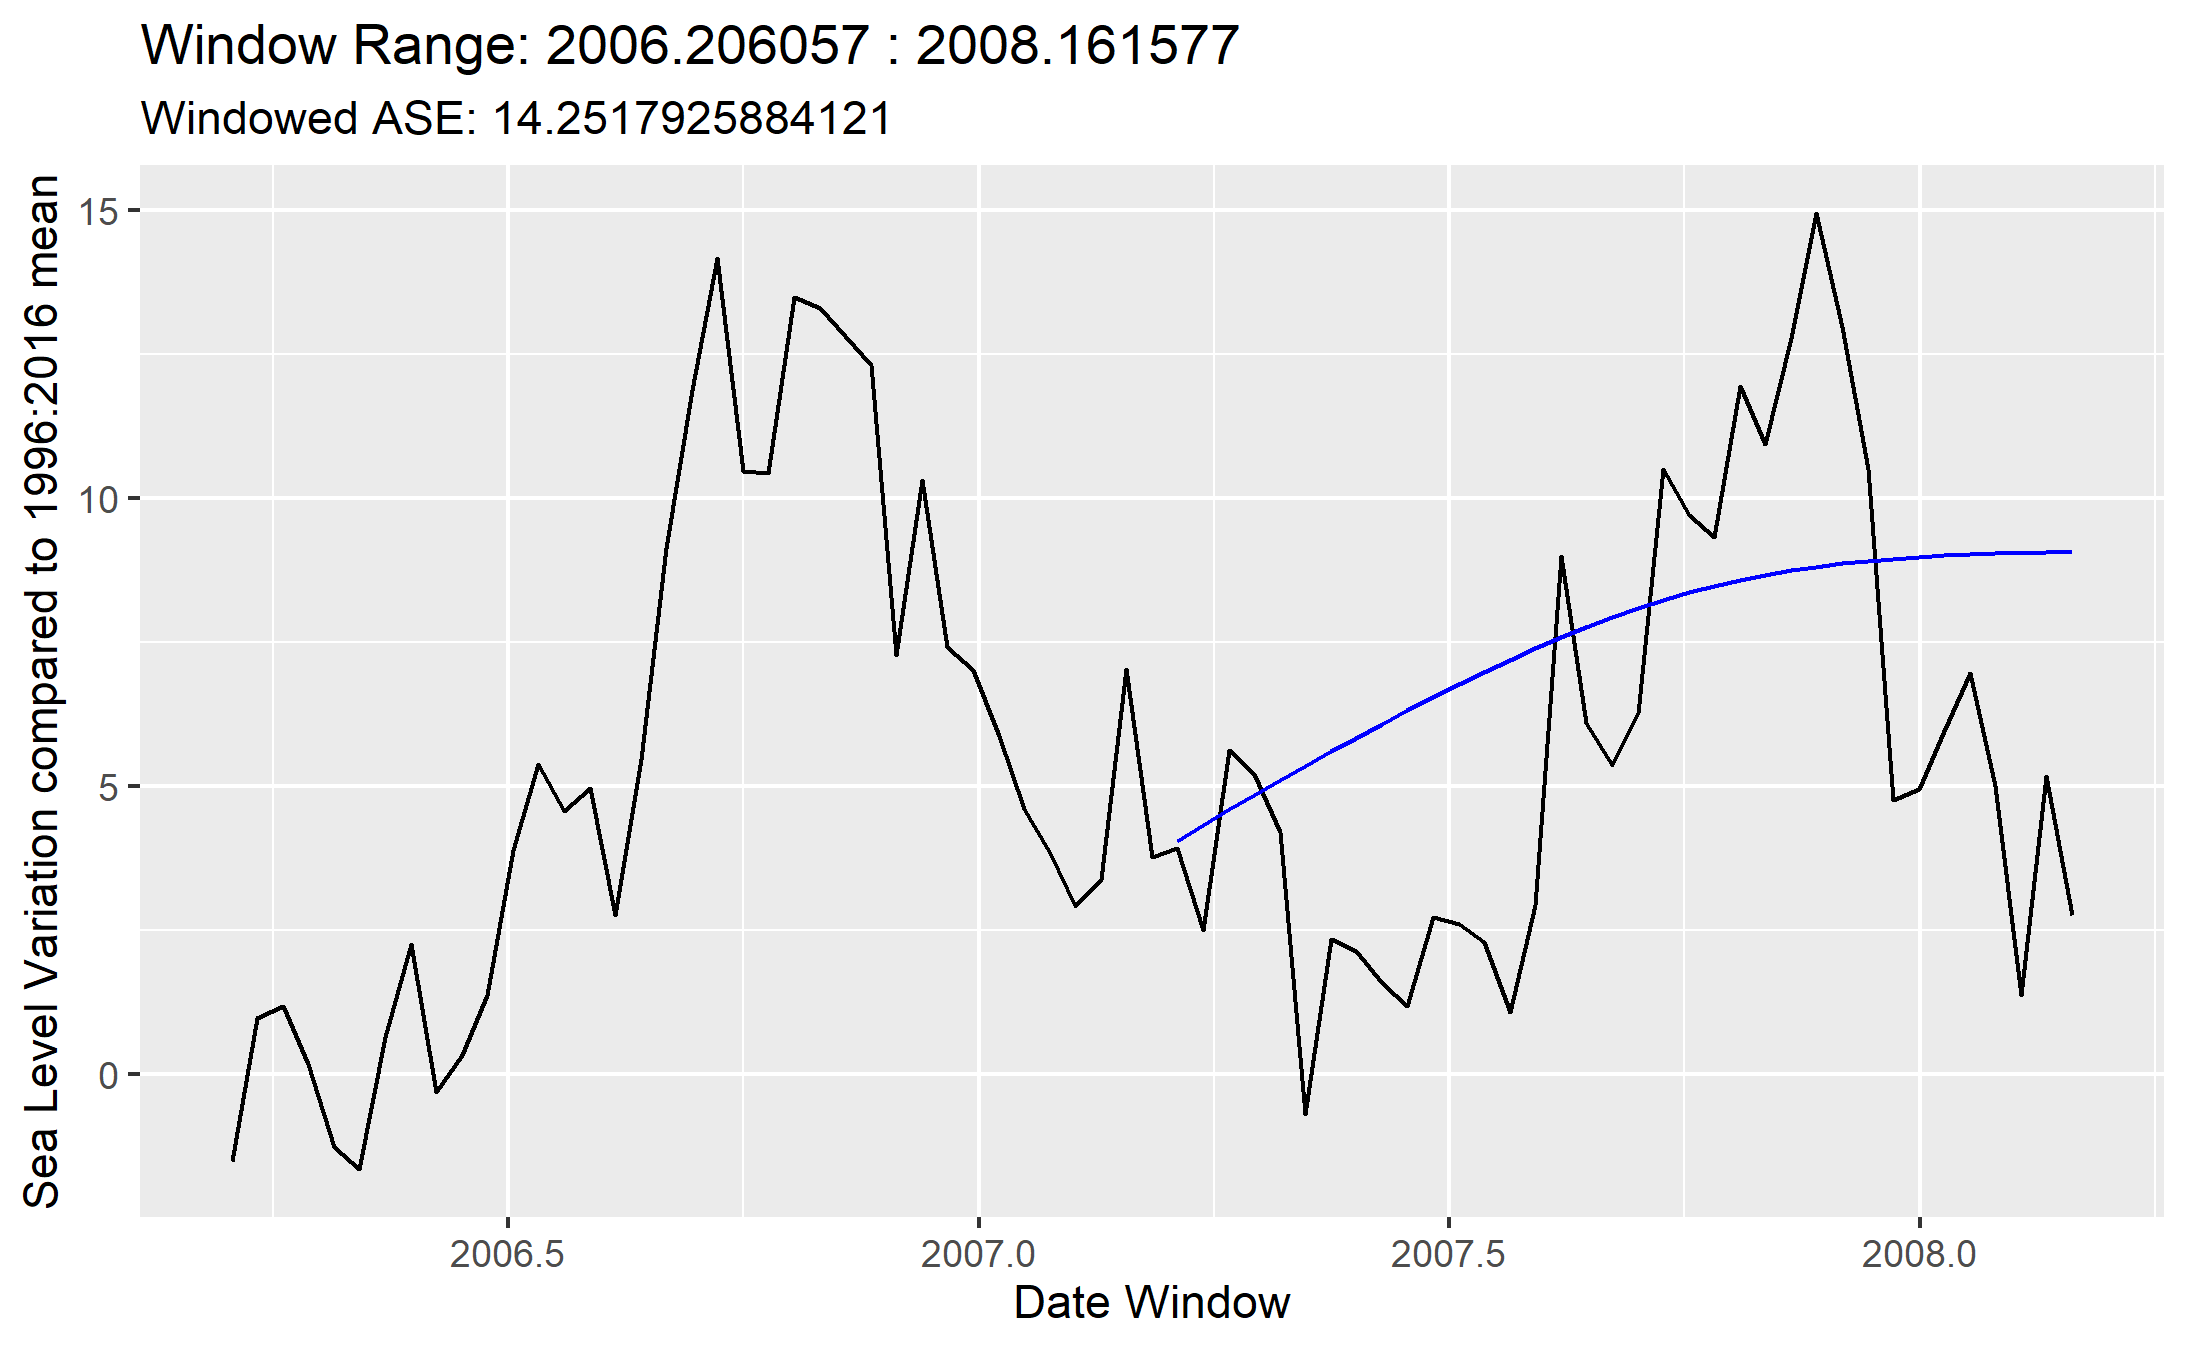 Window Range: 2006.206057 : 2008.161577
Windowed ASE: 14.2517925884121
Sea Level Variation compared to 1996:2016 mean
15
10
5
0
2006.5
2007.0
2007.5
2008.0
Date Window